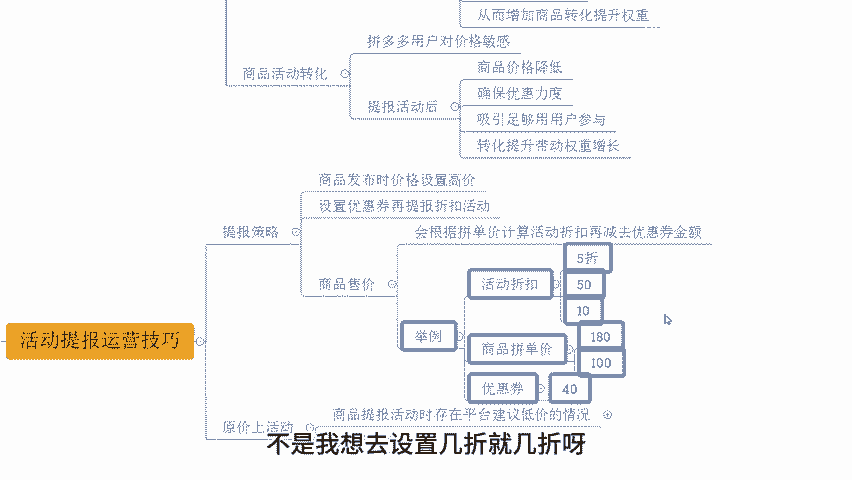 从而增加商品转化提升权重
拼多多用户对价格敏感
商品活动转化
商品价格降低
确保优惠力度
提报活动后
吸引足够用用户参与
转化提升带动权重增长
商品发布时价格设置高价
设置优惠券再提报折扣活动
提报策略
会根据拼单价计算活动折扣再减去优惠券金额
5折
商品售价
活动折扣
50
10
举例
180
商品拼单价
100
优惠券
40
活动提报运营技巧
商品提报活动时存在平台建议低价的情况
原价上活动
不是我想去设置几折就几折呀